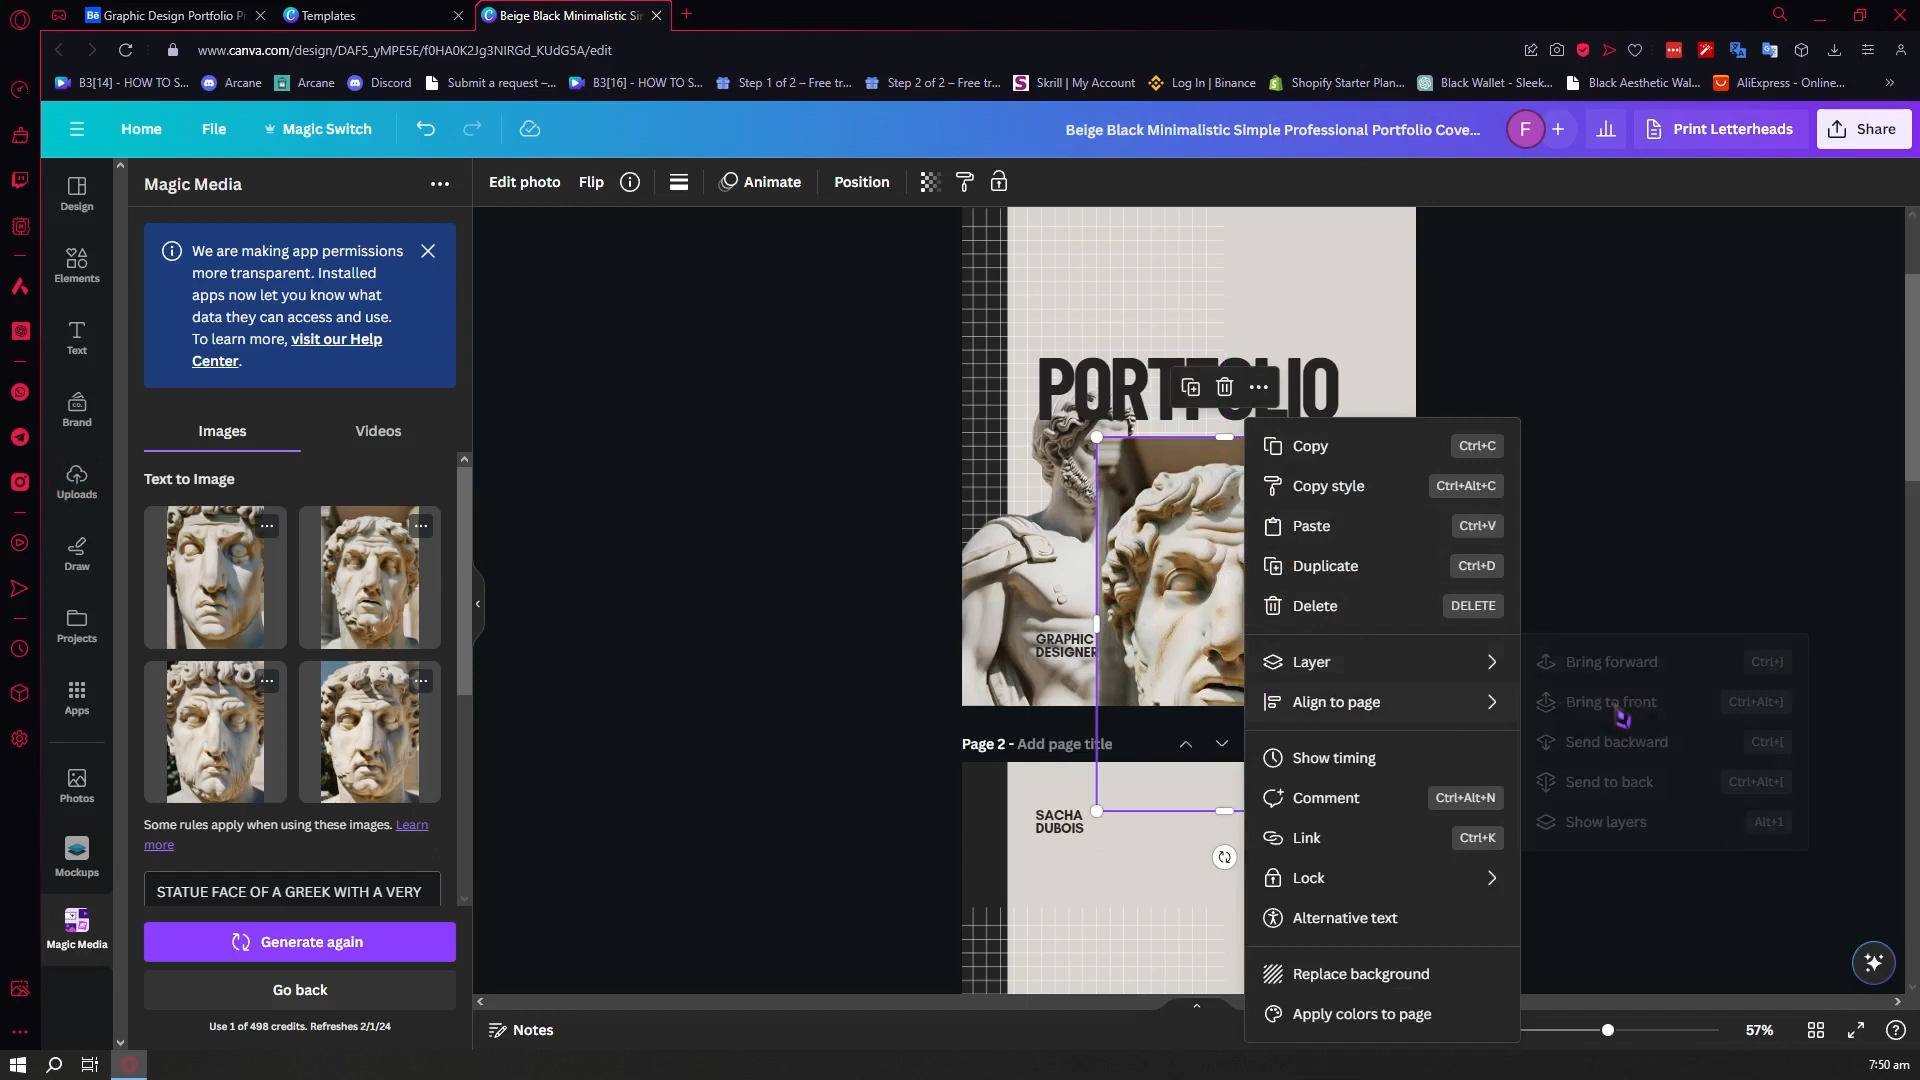 Graphic Design Portfolio Pr
Templates
Beige Black Minimalistic Si
www.canva.com/design/DAF5_yMPE5E/f0HA0K2Jg3NIRGd_KUdG5A/edit
B3[14] - HOW TO S...
Arcane
Arcane
Discord
Submit a request –...
B3[16] - HOW TO S...
Step 1 of 2 – Free tr...
Step 2 of 2 – Free tr...
Skrill | My Account
Log In | Binance
Shopify Starter Plan...
Black Wallet - Sleek...
Black Aesthetic Wal...
AliExpress - Online...
Home
File
Magic Switch
Beige Black Minimalistic Simple Professional Portfolio Cove...
F
Print Letterheads
Share
Design
Elements
Text
Brand
Uploads
Draw
Projects
Apps
Photos
Mockups
Magic Media
Magic Media
We are making app permissions
more transparent. Installed
apps now let you know what
data they can access and use.
To learn more, visit our Help
Center.
Images
Videos
Text to Image
Some rules apply when using these images. Learn
more
STATUE FACE OF A GREEK WITH A VERY
Generate again
Go back
Use 1 of 498 credits. Refreshes 2/1/24
Edit photo
Flip
Animate
Position
PORTFOLIO
GRAPHIC
DESIGNER
Page 2 - Add page title
SACHA
DUBOIS
Copy
Ctrl+C
Copy style
Ctrl+Alt+C
Paste
Ctrl+V
Duplicate
Ctrl+D
Delete
DELETE
Layer
Align to page
Show timing
Comment
Ctrl+Alt+N
Link
Ctrl+K
Lock
Alternative text
Replace background
Apply colors to page
Bring forward
Ctrl+]
Bring to front
Ctrl+Alt+]
Send backward
Ctrl+[
Send to back
Ctrl+Alt+[
Show layers
Alt+1
Notes
57%
7:50 am